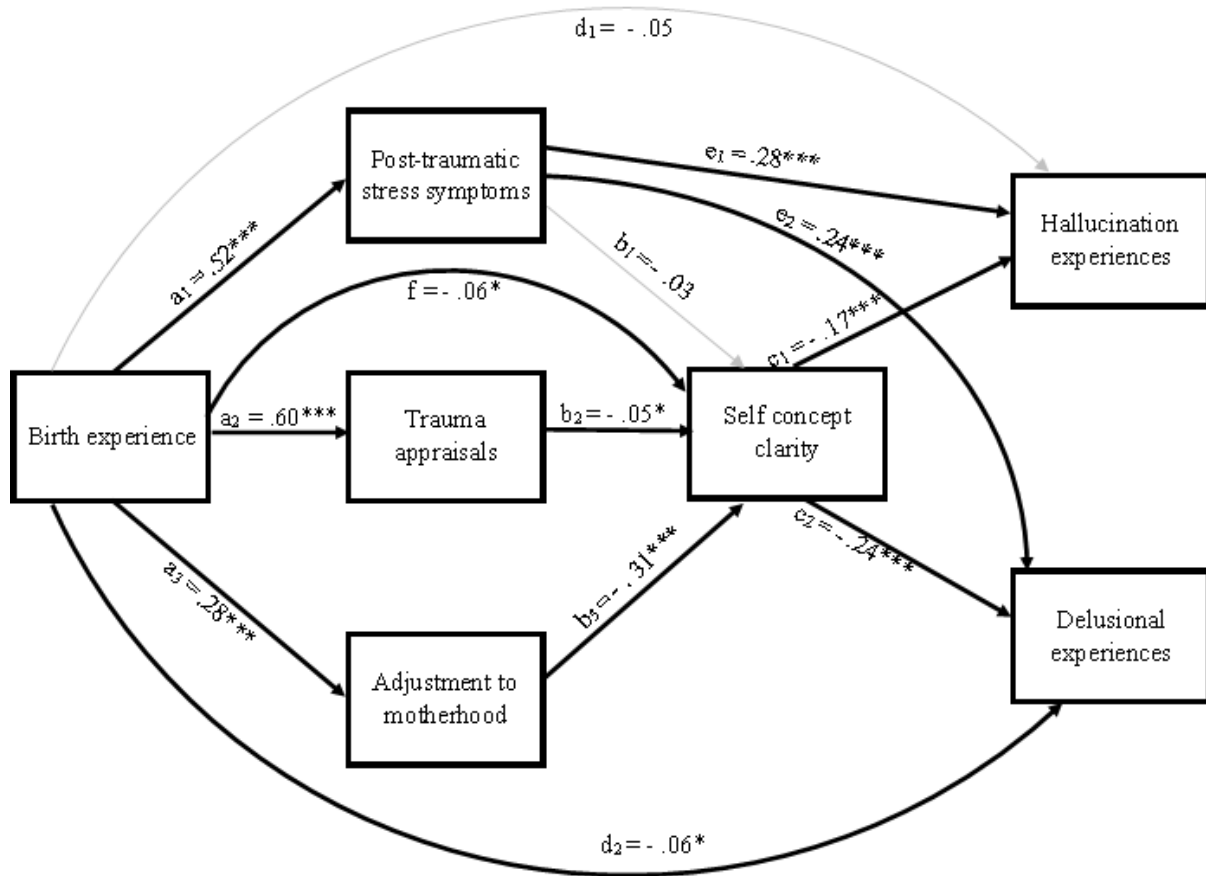 d₁ = - .05
Post-traumatic
stress symptoms
e₁ = .28***
e₂ = .24***
Hallucination
experiences
a₁ = .52***
b₁ = - .03
f = - .06*
c₁ = - .17***
Birth experience
a₂ = .60***
Trauma
appraisals
b₂ = - .05*
Self concept
clarity
a₃ = .28***
b₃ = - .31***
c₂ = - .24***
Adjustment to
motherhood
Delusional
experiences
d₂ = - .06*